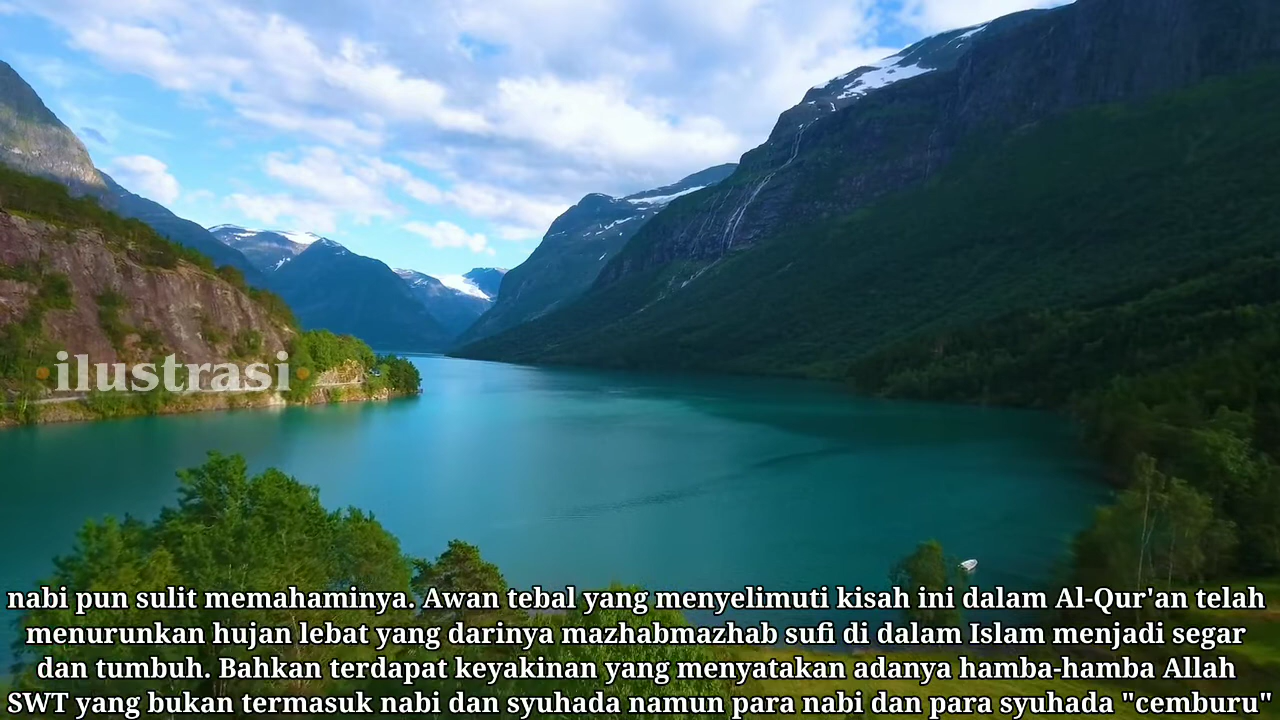 ilustrasi
nabi pun sulit memahaminya. Awan tebal yang menyelimuti kisah ini dalam Al-Qur'an telah
menurunkan hujan lebat yang darinya mazhabmazhab sufi di dalam Islam menjadi segar
dan tumbuh. Bahkan terdapat keyakinan yang menyatakan adanya hamba-hamba Allah
SWT yang bukan termasuk nabi dan syuhada namun para nabi dan para syuhada "cemburu"